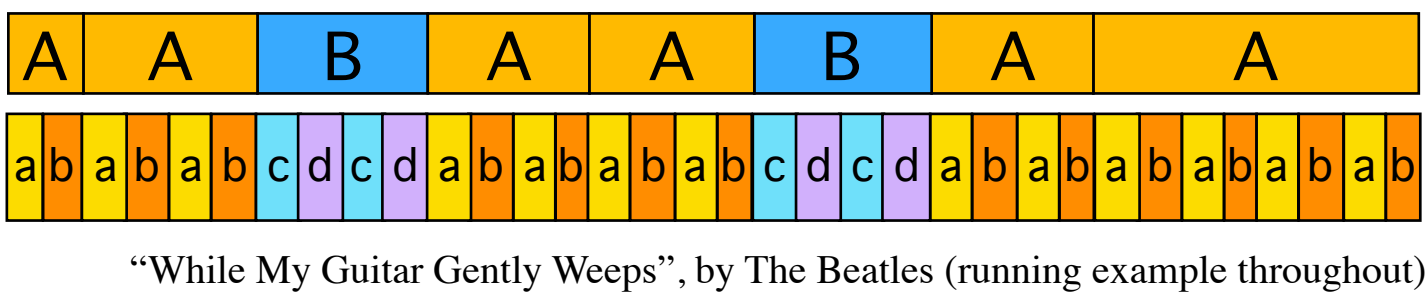 A A B A A B A A
a b a b a b c d c d a b a b a b a b c d c d a b a b a b a b a b a b
“While My Guitar Gently Weeps”, by The Beatles (running example throughout)